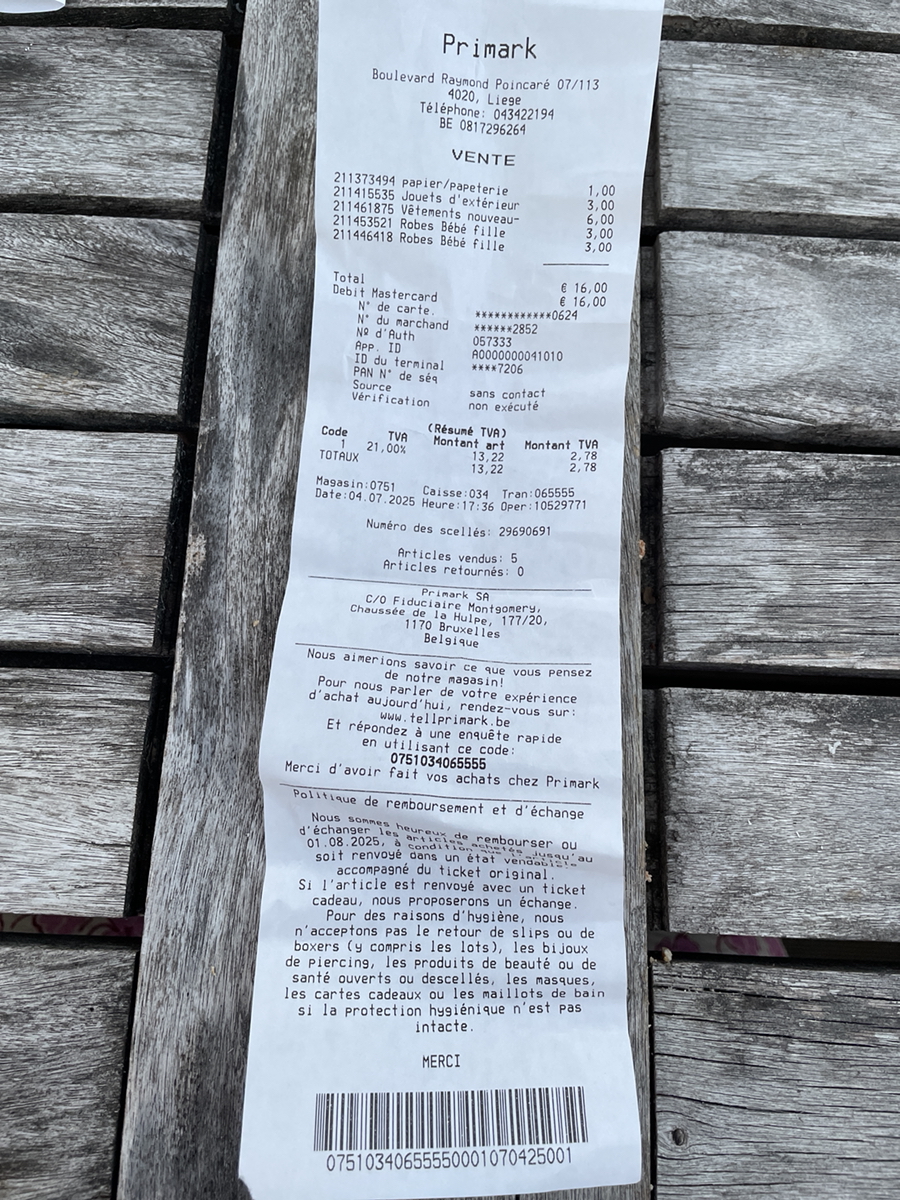 Primark
Boulevard Raymond Poincaré 07/113
4020, Liege
Téléphone: 043422194
BE 0817296264
VENTE
211373494 papier/papeterie 1,00
211415535 Jouets d'extérieur 3,00
211461875 Vêtements nouveau- 6,00
211453521 Robes Bébé fille 3,00
211446418 Robes Bébé fille 3,00
Total € 16,00
Debit Mastercard € 16,00
N° de carte. ************0624
N° du marchand ******2852
Nº d'Auth 057333
App. ID A0000000041010
ID du terminal ****7206
PAN N° de séq
Source sans contact
Vérification non exécuté
(Résumé TVA)
Code TVA Montant art Montant TVA
1 21,00% 13,22 2,78
TOTAUX 13,22 2,78
Magasin:0751 Caisse:034 Tran:065555
Date:04.07.2025 Heure:17:36 Oper:10529771
Numéro des scellés: 29690691
Articles vendus: 5
Articles retournés: 0
Primark SA
C/O Fiduciaire Montgomery,
Chaussée de la Hulpe, 177/20,
1170 Bruxelles
Belgique
Nous aimerions savoir ce que vous pensez
de notre magasin!
Pour nous parler de votre expérience
d'achat aujourd'hui, rendez-vous sur:
www.tellprimark.be
Et répondez à une enquête rapide
en utilisant ce code:
0751034065555
Merci d'avoir fait vos achats chez Primark
Politique de remboursement et d'échange
Nous sommes heureux de rembourser ou
d'échanger les articles achetés jusqu'au
01.08.2025, à condition que l'article
soit renvoyé dans un état vendable
accompagné du ticket original.
Si l'article est renvoyé avec un ticket
cadeau, nous proposerons un échange.
Pour des raisons d'hygiène, nous
n'acceptons pas le retour de slips ou de
boxers (y compris les lots), les bijoux
de piercing, les produits de beauté ou de
santé ouverts ou descellés, les masques,
les cartes cadeaux ou les maillots de bain
si la protection hygiénique n'est pas
intacte.
MERCI
07510340655550001070425001